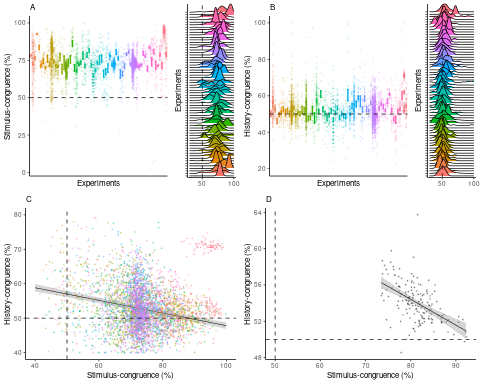 A
Stimulus-congruence (%)
100
75
50
25
0
Experiments
Experiments
50
100
B
History-congruence (%)
100
80
60
40
20
Experiments
Experiments
50
100
C
History-congruence (%)
80
70
60
50
40
40
60
80
100
Stimulus-congruence (%)
D
History-congruence (%)
64
60
56
52
48
50
60
70
80
90
Stimulus-congruence (%)